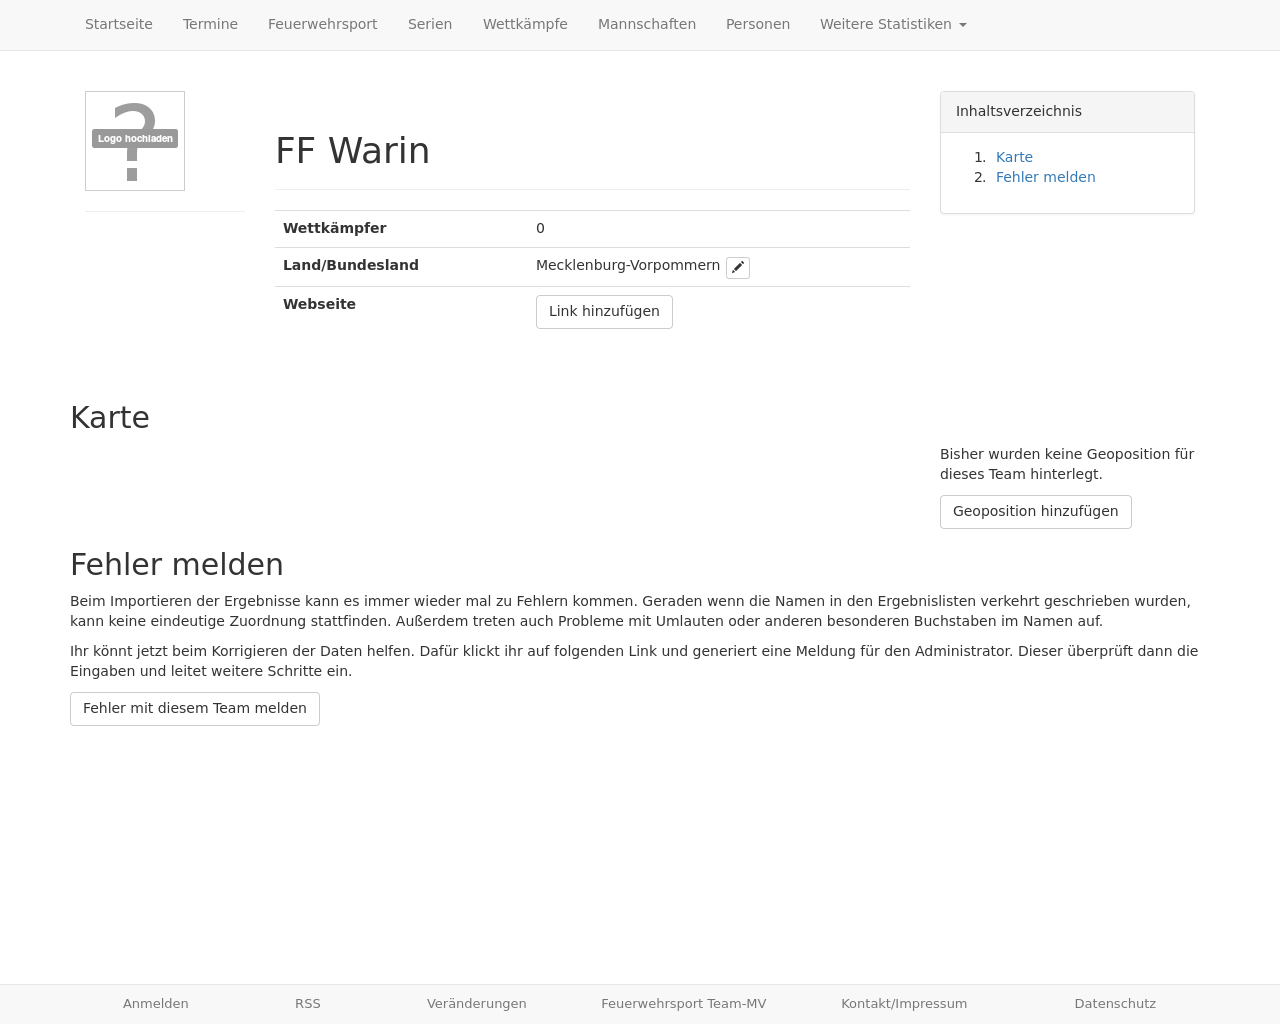 Startseite Termine Feuerwehrsport Serien Wettkämpfe Mannschaften Personen Weitere Statistiken
Logo hochladen
FF Warin
Wettkämpfer 0
Land/Bundesland Mecklenburg-Vorpommern
Webseite Link hinzufügen
Inhaltsverzeichnis
1. Karte
2. Fehler melden
Karte
Bisher wurden keine Geoposition für
dieses Team hinterlegt.
Geoposition hinzufügen
Fehler melden
Beim Importieren der Ergebnisse kann es immer wieder mal zu Fehlern kommen. Geraden wenn die Namen in den Ergebnislisten verkehrt geschrieben wurden,
kann keine eindeutige Zuordnung stattfinden. Außerdem treten auch Probleme mit Umlauten oder anderen besonderen Buchstaben im Namen auf.
Ihr könnt jetzt beim Korrigieren der Daten helfen. Dafür klickt ihr auf folgenden Link und generiert eine Meldung für den Administrator. Dieser überprüft dann die
Eingaben und leitet weitere Schritte ein.
Fehler mit diesem Team melden
Anmelden RSS Veränderungen Feuerwehrsport Team-MV Kontakt/Impressum Datenschutz